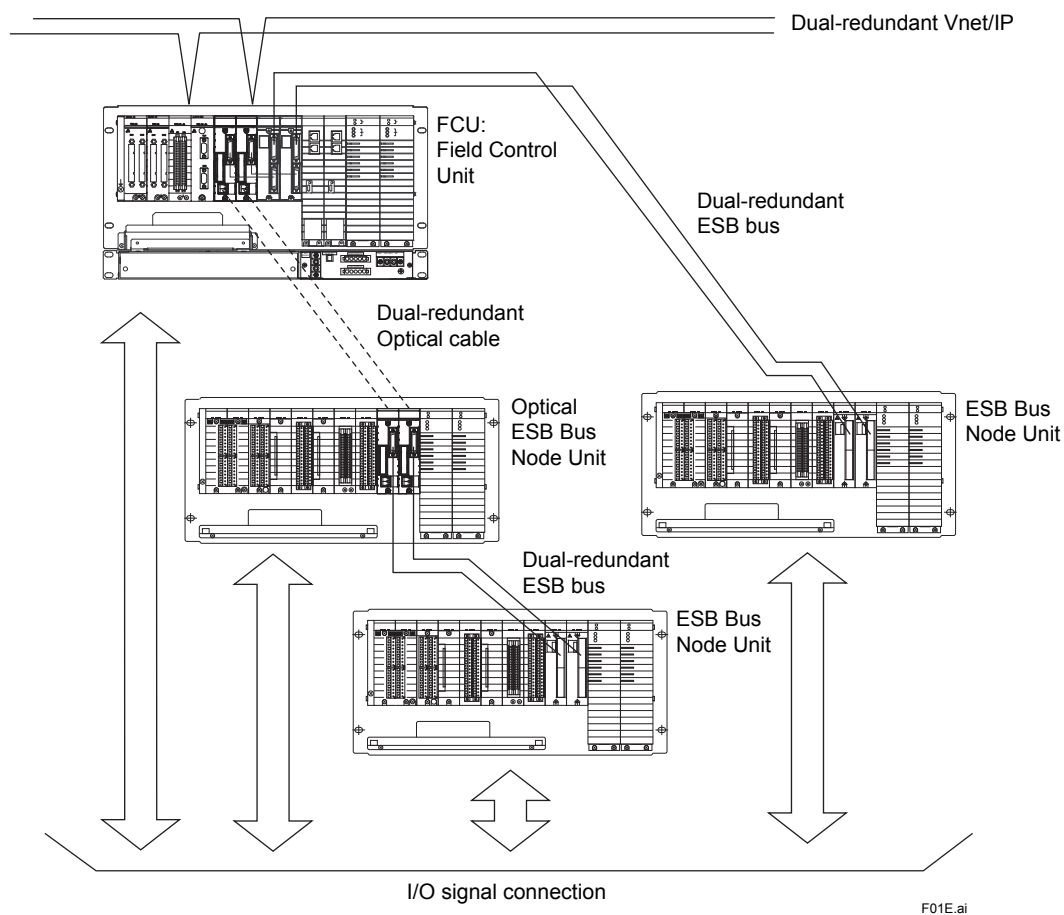 Dual-redundant Vnet/IP
FCU:
Field Control
Unit
Dual-redundant
ESB bus
Dual-redundant
Optical cable
Optical
ESB Bus
Node Unit
ESB Bus
Node Unit
Dual-redundant
ESB bus
ESB Bus
Node Unit
I/O signal connection
F01E.ai